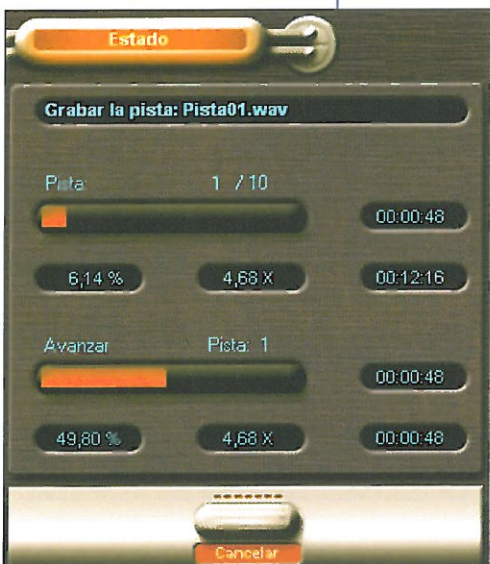 Estado
Grabar la pista: Pista01.wav
Pista: 1 / 10
00:00:48
6,14 % 4,68 X 00:12:16
Avanzar Pista: 1
00:00:48
49,80 % 4,68 X 00:00:48
Cancelar